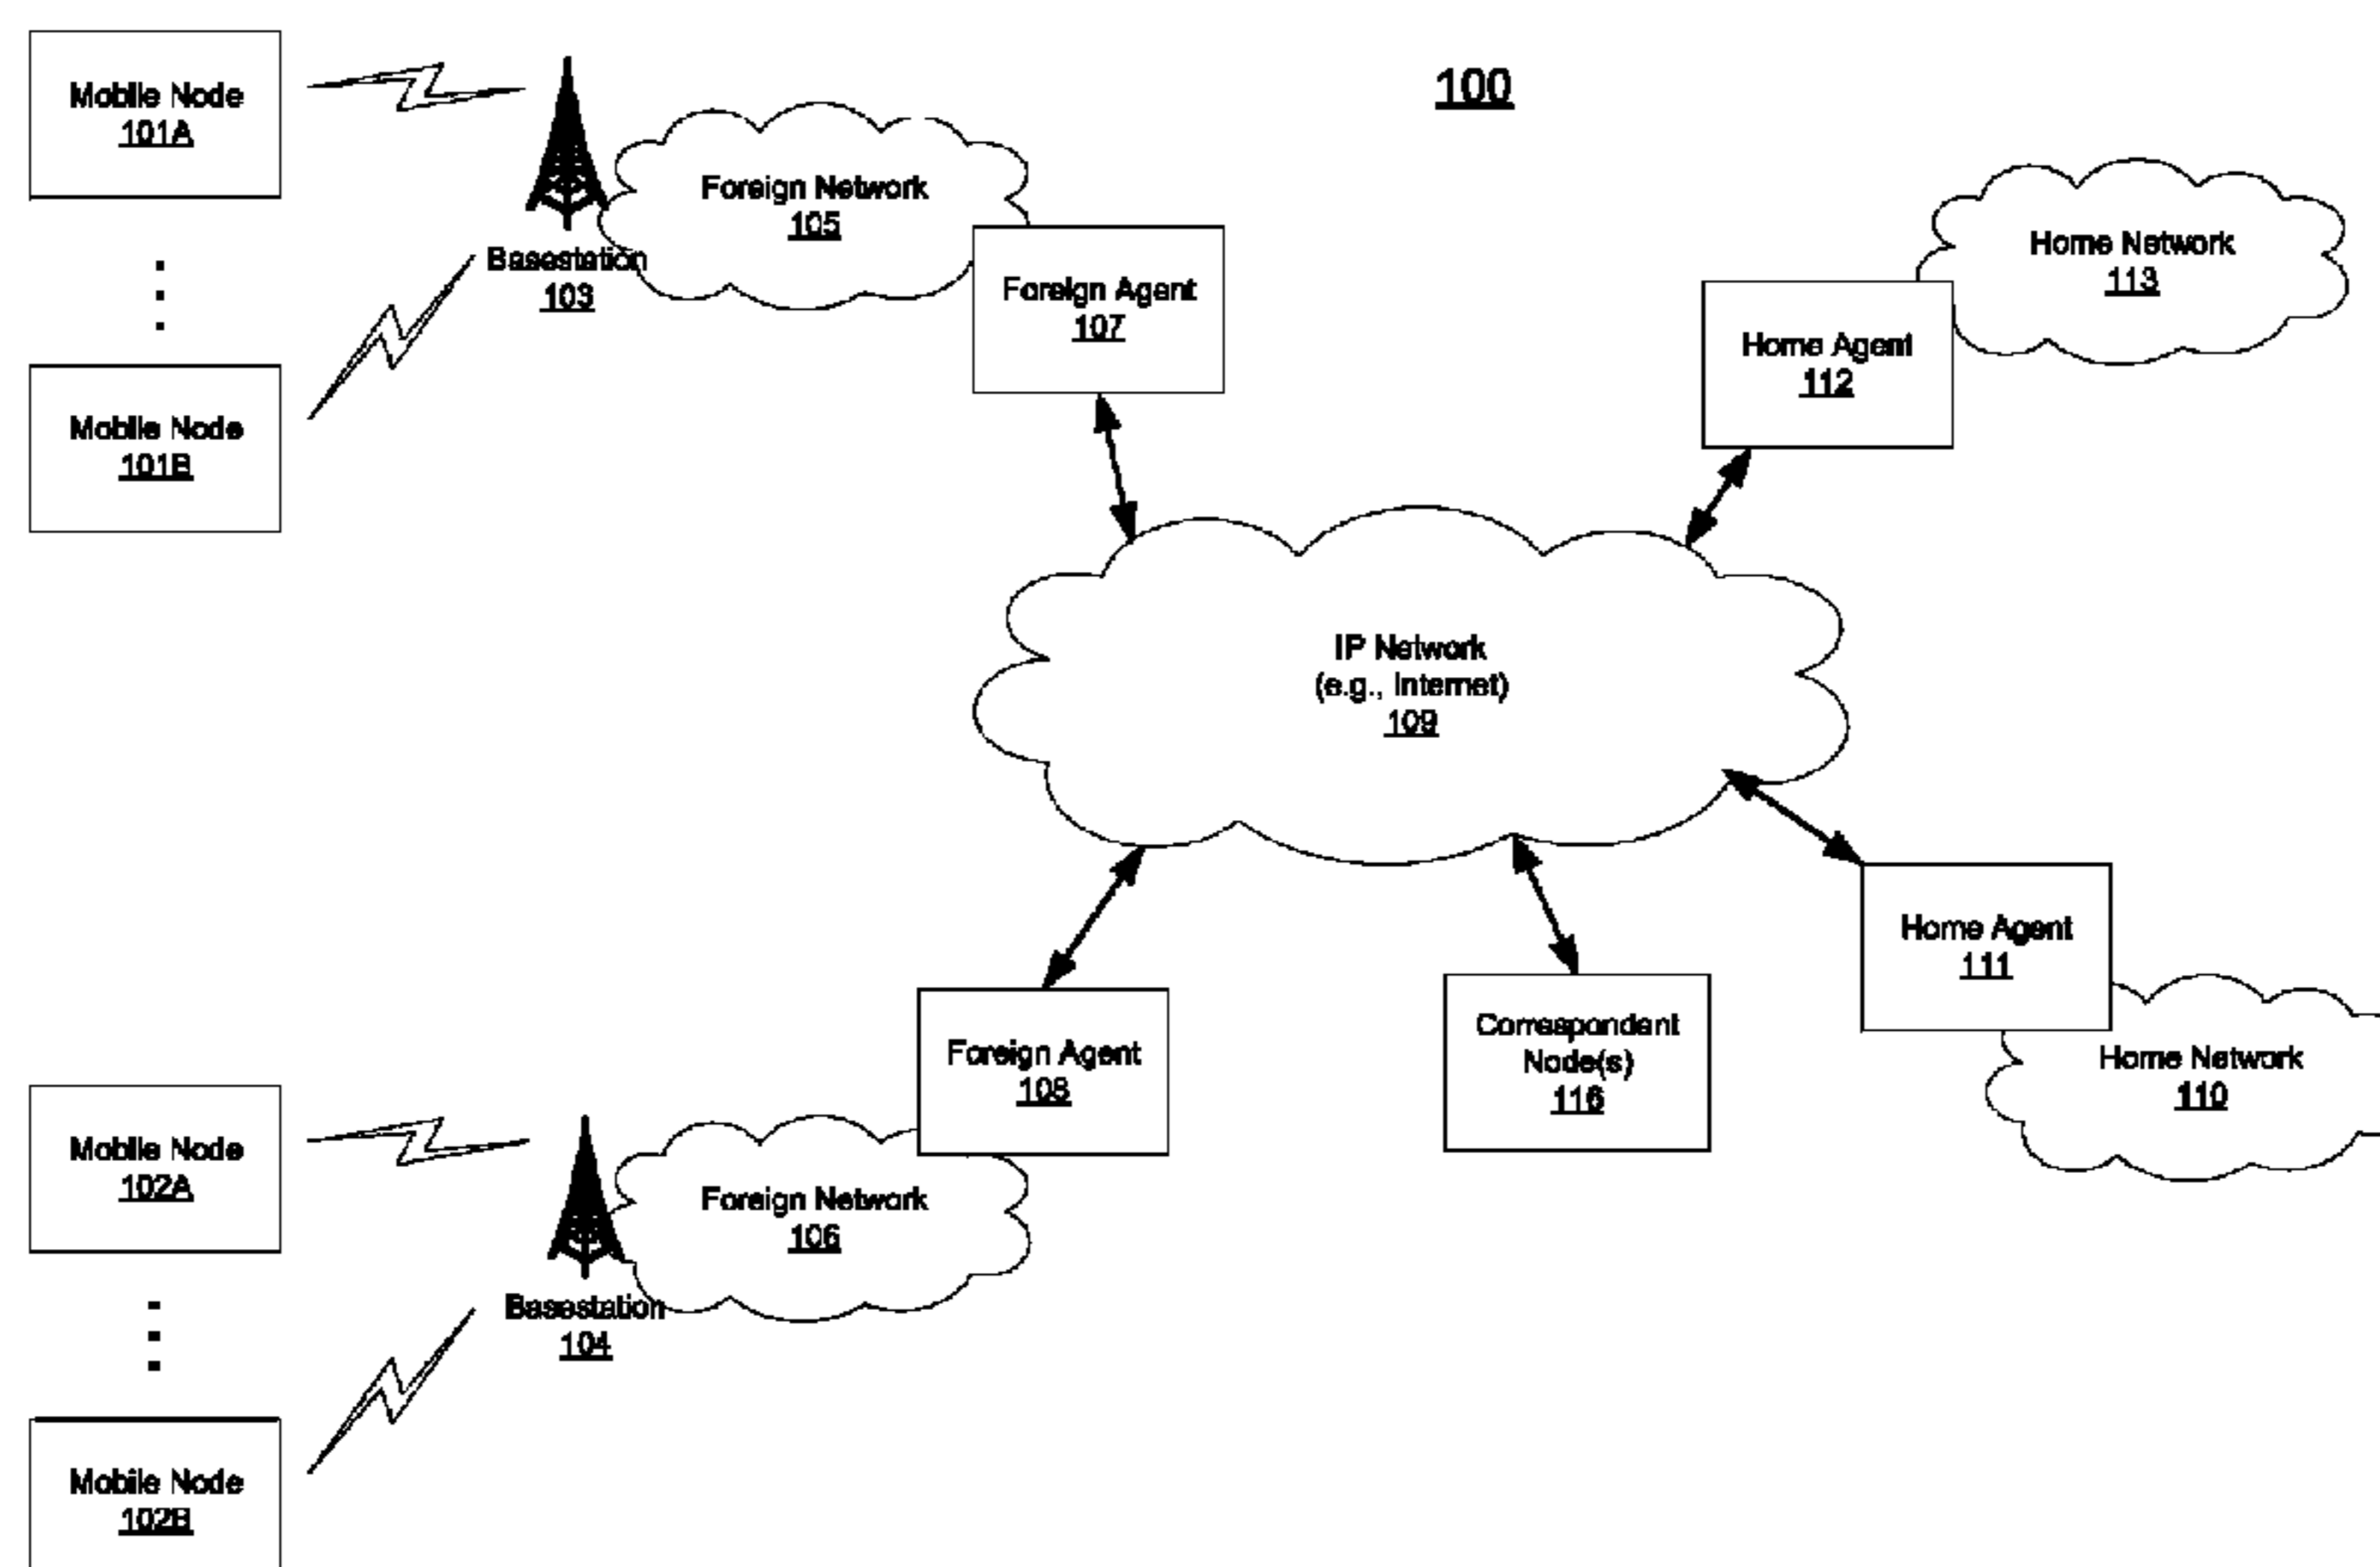 100
Mobile Node
101A
Basestation
103
Foreign Network
105
Foreign Agent
107
Home Network
113
Home Agent
112
Mobile Node
101B
IP Network
(e.g., Internet)
109
Home Agent
111
Home Network
110
Correspondent
Node(s)
116
Foreign Agent
108
Mobile Node
102A
Foreign Network
106
Basestation
104
Mobile Node
102B